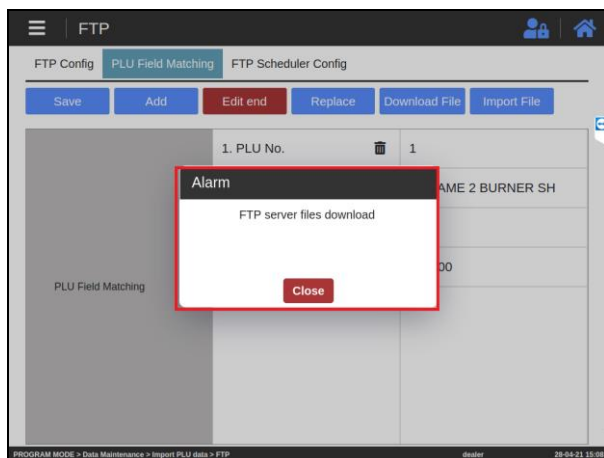 FTP
FTP Config PLU Field Matching FTP Scheduler Config
Save Add Edit end Replace Download File Import File
1. PLU No. 1
Alarm
AME 2 BURNER SH
FTP server files download
00
PLU Field Matching
Close
PROGRAM MODE > Data Maintenance > Import PLU data > FTP dealer 28-04-21 15:08